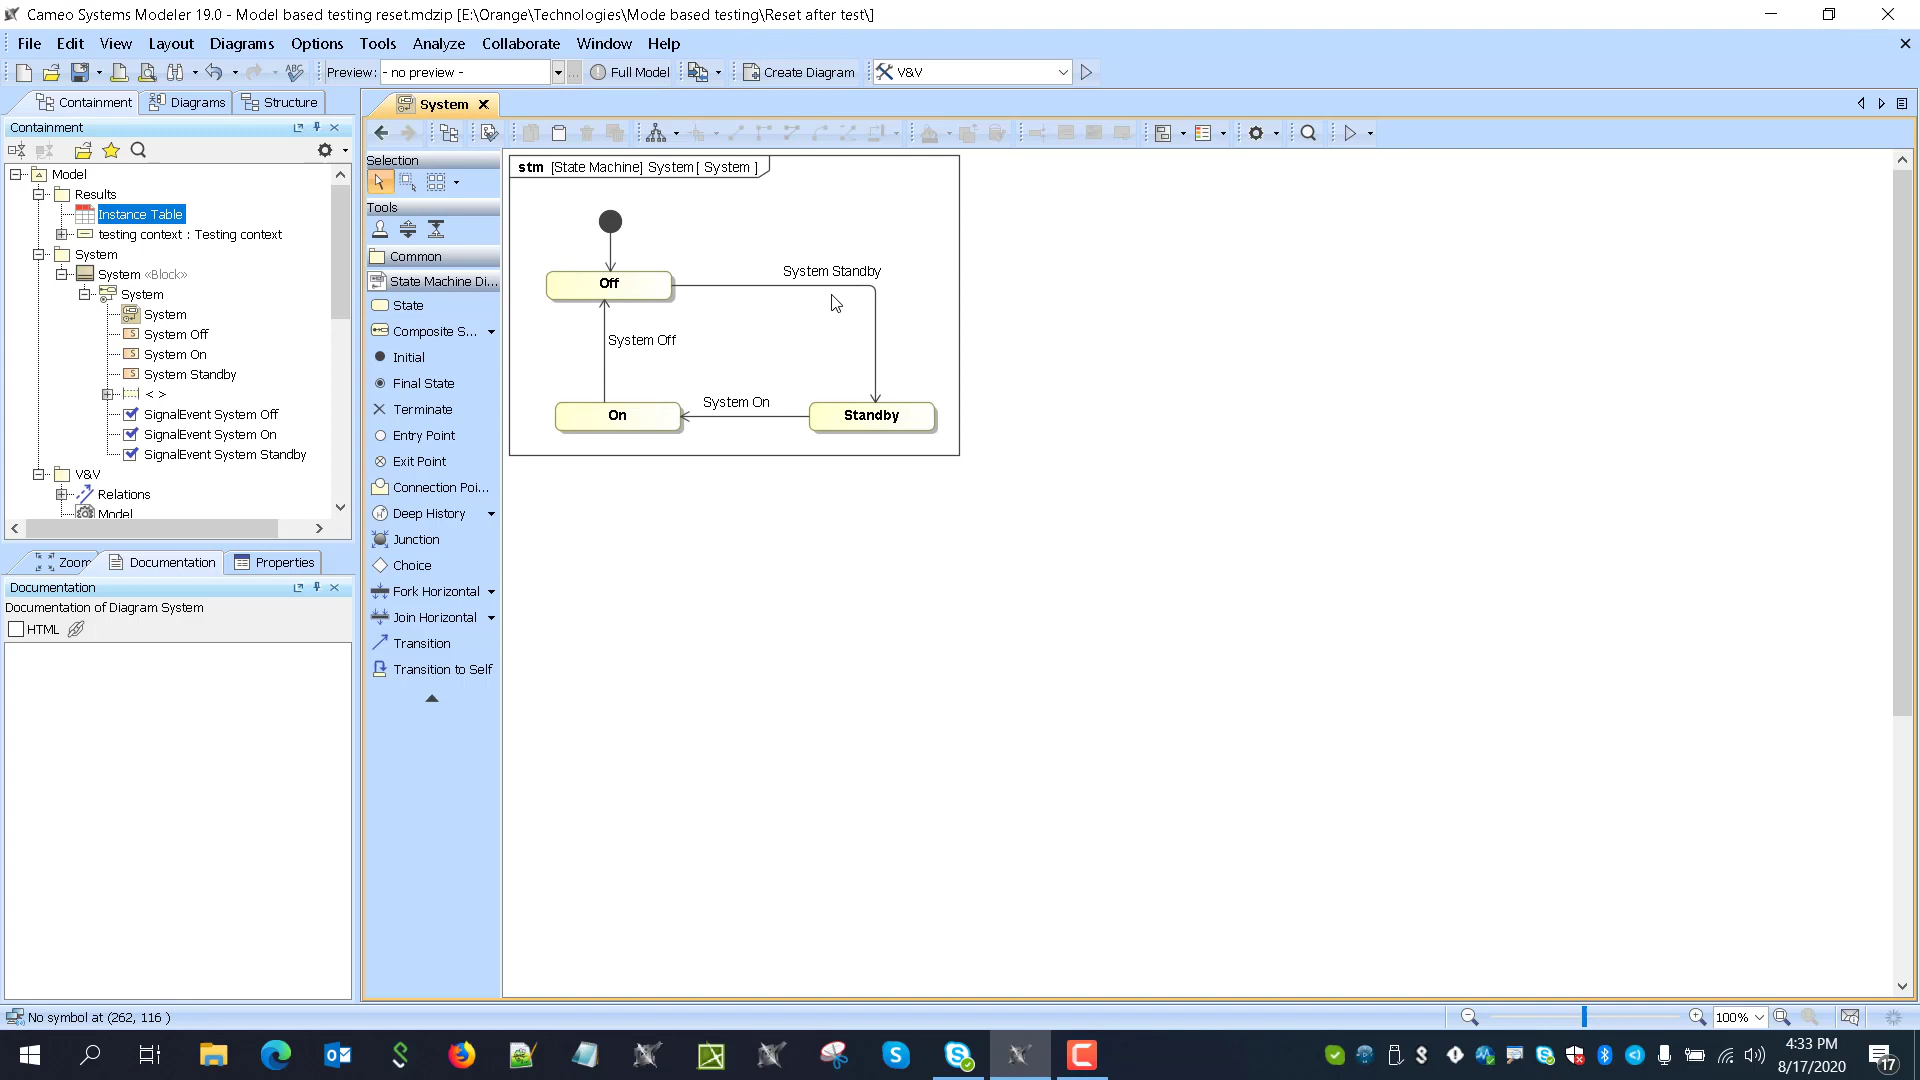 Cameo Systems Modeler 19.0 - Model based testing reset.mdzip [E:\Orange\Technologies\Mode based testing\Reset after test\]
File Edit View Layout Diagrams Options Tools Analyze Collaborate Window Help
Preview: - no preview - ... Full Model Create Diagram V&V
Containment Diagrams Structure
System
Containment
Selection
Tools
Common
State Machine Di...
State
Composite S...
Initial
Final State
Terminate
Entry Point
Exit Point
Connection Poi...
Deep History
Junction
Choice
Fork Horizontal
Join Horizontal
Transition
Transition to Self
Model
Results
Instance Table
testing context : Testing context
System
System «Block»
System
System
System Off
System On
System Standby
< >
SignalEvent System Off
SignalEvent System On
SignalEvent System Standby
V&V
Relations
Model
stm [State Machine] System[ System ]
Off
System Standby
System Off
System On
On
Standby
Zoom Documentation Properties
Documentation
Documentation of Diagram System
HTML
No symbol at (262, 116 )
100%
4:33 PM
8/17/2020
17